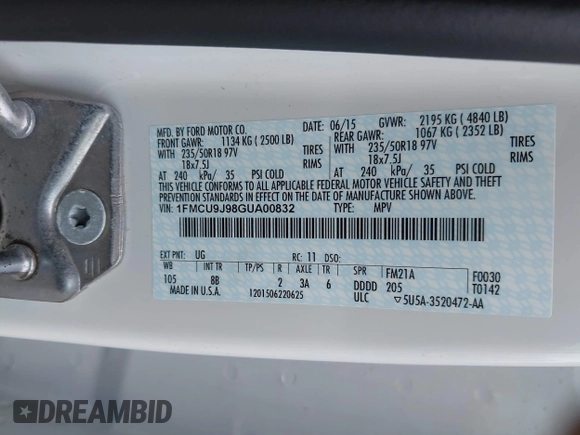 MFD. BY FORD MOTOR CO. DATE: 06/15 GVWR: 2195 KG ( 4840 LB)
FRONT GAWR: 1134 KG ( 2500 LB) REAR GAWR: 1067 KG ( 2352 LB)
WITH 235/50R18 97V TIRES WITH 235/50R18 97V TIRES
18x7.5J RIMS 18x7.5J RIMS
AT 240 kPa/ 35 PSI COLD AT 240 kPa/ 35 PSI COLD
THIS VEHICLE CONFORMS TO ALL APPLICABLE FEDERAL MOTOR VEHICLE SAFETY AND THEFT
PREVENTION STANDARDS IN EFFECT ON THE DATE OF MANUFACTURE SHOWN ABOVE.
VIN: 1FMCU9J98GUA00832 TYPE: MPV
EXT PNT: UG RC: 11 DSO:
WB INT TR TP/PS R AXLE TR SPR FM21A F0030
105 8B 2 3A 6 DDDD 205 T0142
MADE IN U.S.A. 1201506220625 ULC ▽5U5A-3520472-AA
DREAMBID